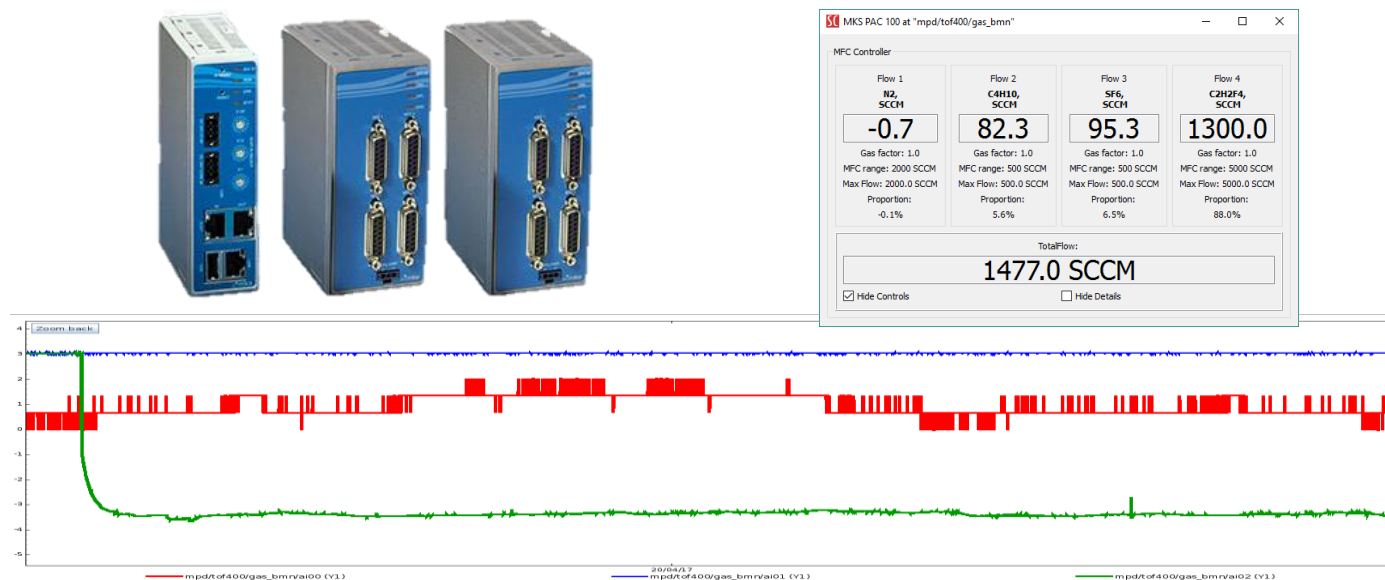 SC MKS PAC 100 at "mpd/tof400/gas_bmn"
MFC Controller
Flow 1
N2,
SCCM
-0.7
Gas factor: 1.0
MFC range: 2000 SCCM
Max Flow: 2000.0 SCCM
Proportion:
-0.1%
Flow 2
C4H10,
SCCM
82.3
Gas factor: 1.0
MFC range: 500 SCCM
Max Flow: 500.0 SCCM
Proportion:
5.6%
Flow 3
SF6,
SCCM
95.3
Gas factor: 1.0
MFC range: 500 SCCM
Max Flow: 500.0 SCCM
Proportion:
6.5%
Flow 4
C2H2F4,
SCCM
1300.0
Gas factor: 1.0
MFC range: 5000 SCCM
Max Flow: 5000.0 SCCM
Proportion:
88.0%
TotalFlow:
1477.0 SCCM
Hide Controls
Hide Details
Zoom back
4
3
2
1
0
-1
-2
-3
-4
-5
20/04/17
mpd/tof400/gas_bmn/ai00 (Y1)
mpd/tof400/gas_bmn/ai01 (Y1)
mpd/tof400/gas_bmn/ai02 (Y1)